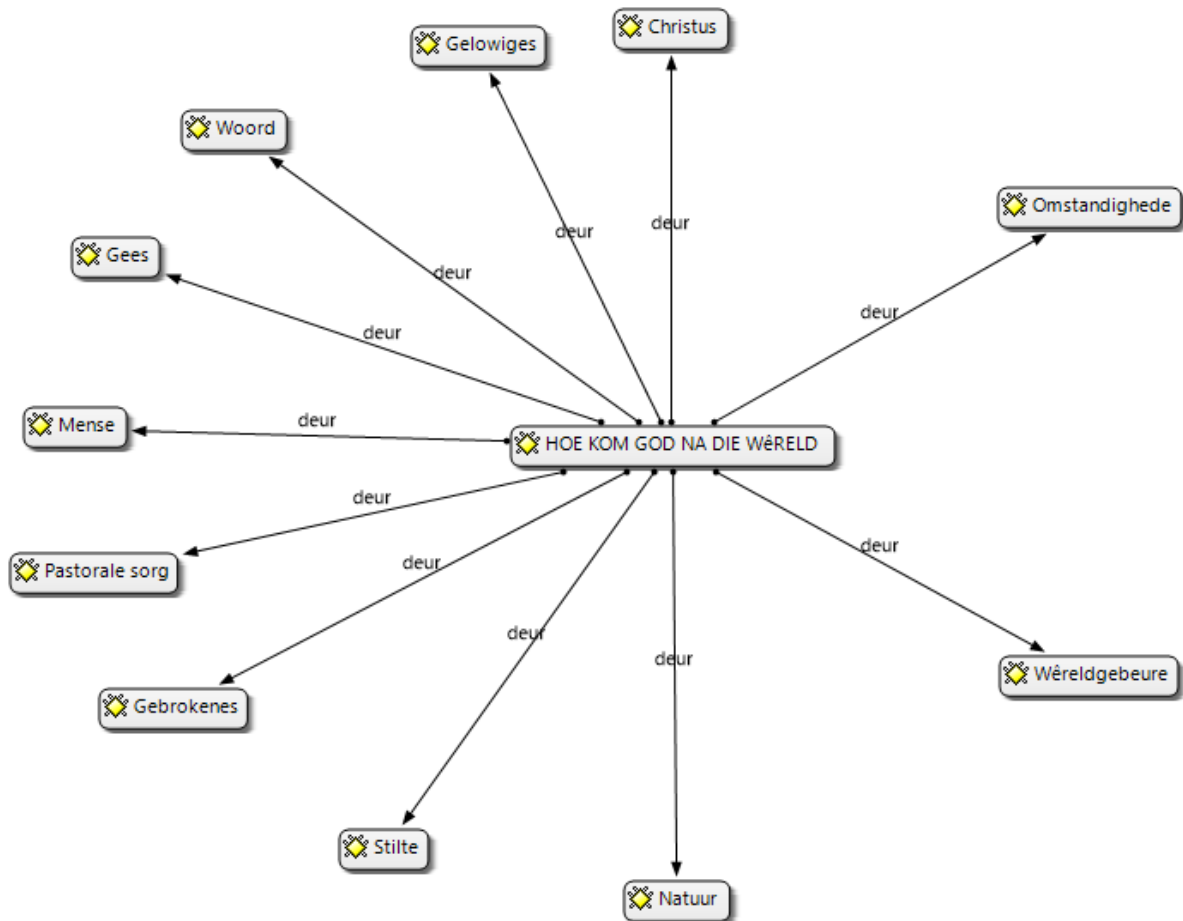 Christus
Gelowiges
Woord
Omstandighede
deur
deur
Gees
deur
deur
deur
Mense
deur
HOE KOM GOD NA DIE WêRELD
deur
Pastorale sorg
deur
deur
deur
deur
Wêreldgebeure
Gebrokenes
Stilte
Natuur